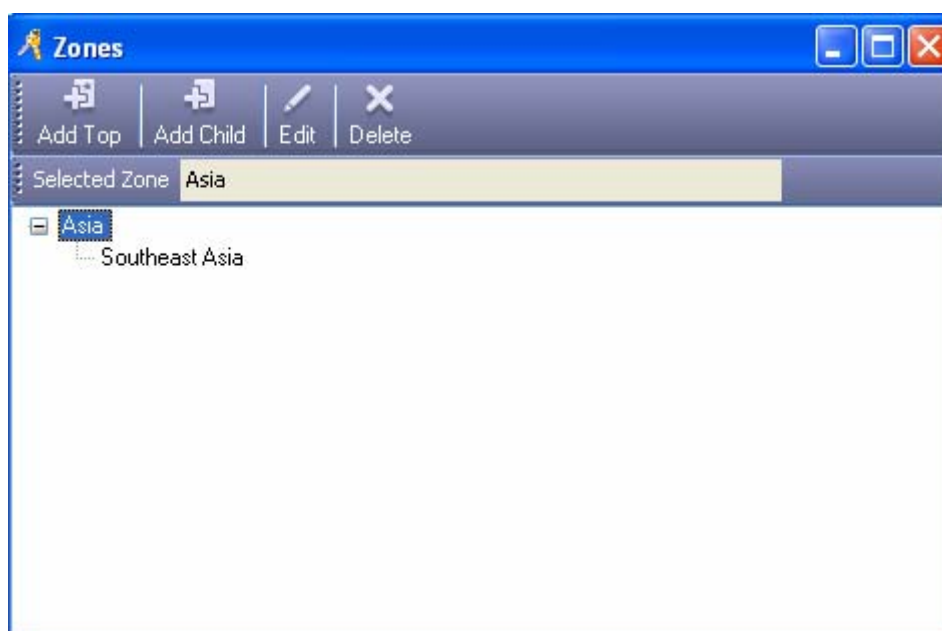 Zones
Add Top Add Child Edit Delete
Selected Zone Asia
Asia
Southeast Asia